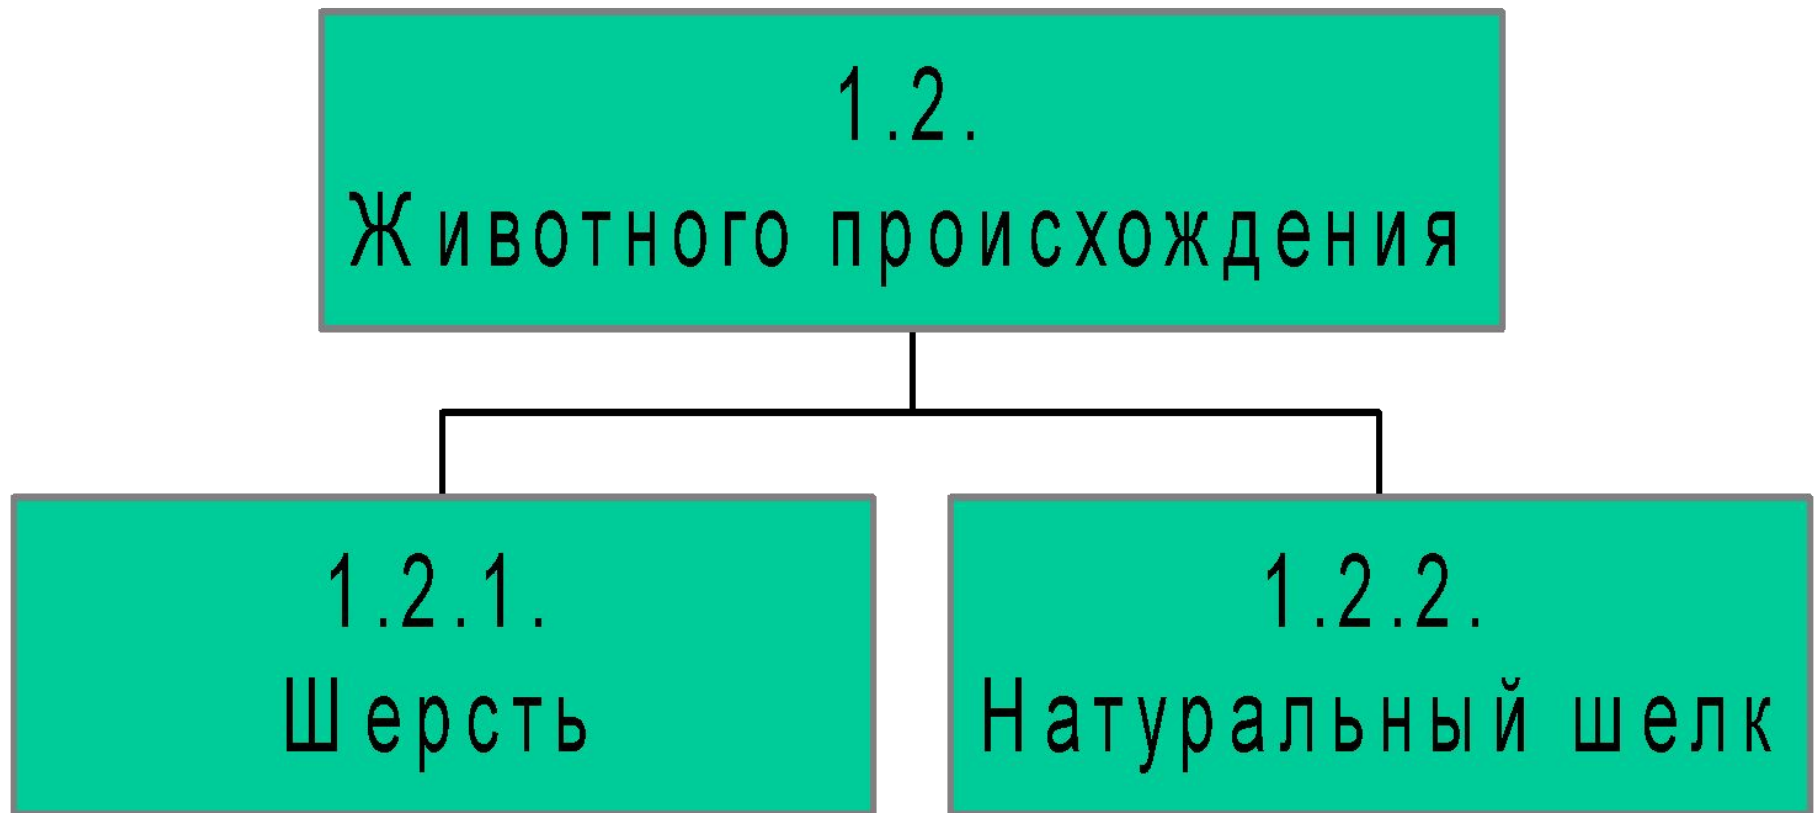 1.2.
Животного происхождения
1.2.1.
Шерсть
1.2.2.
Натуральный шелк